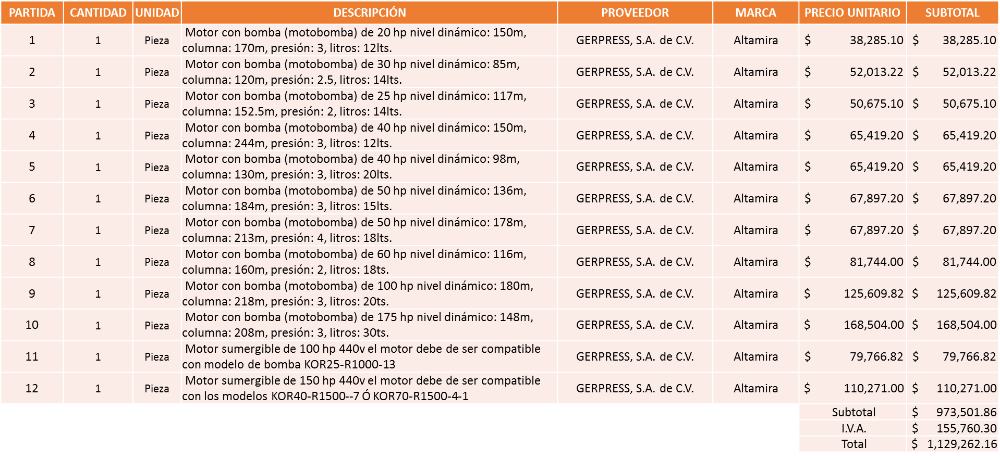 PARTIDA CANTIDAD UNIDAD DESCRIPCIÓN PROVEEDOR MARCA PRECIO UNITARIO SUBTOTAL
1 1 Pieza Motor con bomba (motobomba) de 20 hp nivel dinámico: 150m, GERPRESS, S.A. de C.V. Altamira $ 38,285.10 $ 38,285.10
columna: 170m, presión: 3, litros: 12lts.
2 1 Pieza Motor con bomba (motobomba) de 30 hp nivel dinámico: 85m, GERPRESS, S.A. de C.V. Altamira $ 52,013.22 $ 52,013.22
columna: 120m, presión: 2.5, litros: 14lts.
3 1 Pieza Motor con bomba (motobomba) de 25 hp nivel dinámico: 117m, GERPRESS, S.A. de C.V. Altamira $ 50,675.10 $ 50,675.10
columna: 152.5m, presión: 2, litros: 14lts.
4 1 Pieza Motor con bomba (motobomba) de 40 hp nivel dinámico: 150m, GERPRESS, S.A. de C.V. Altamira $ 65,419.20 $ 65,419.20
columna: 244m, presión: 3, litros: 12lts.
5 1 Pieza Motor con bomba (motobomba) de 40 hp nivel dinámico: 98m, GERPRESS, S.A. de C.V. Altamira $ 65,419.20 $ 65,419.20
columna: 130m, presión: 3, litros: 20lts.
6 1 Pieza Motor con bomba (motobomba) de 50 hp nivel dinámico: 136m, GERPRESS, S.A. de C.V. Altamira $ 67,897.20 $ 67,897.20
columna: 184m, presión: 3, litros: 15lts.
7 1 Pieza Motor con bomba (motobomba) de 50 hp nivel dinámico: 178m, GERPRESS, S.A. de C.V. Altamira $ 67,897.20 $ 67,897.20
columna: 213m, presión: 4, litros: 18lts.
8 1 Pieza Motor con bomba (motobomba) de 60 hp nivel dinámico: 116m, GERPRESS, S.A. de C.V. Altamira $ 81,744.00 $ 81,744.00
columna: 160m, presión: 2, litros: 18ts.
9 1 Pieza Motor con bomba (motobomba) de 100 hp nivel dinámico: 180m, GERPRESS, S.A. de C.V. Altamira $ 125,609.82 $ 125,609.82
columna: 218m, presión: 3, litros: 20ts.
10 1 Pieza Motor con bomba (motobomba) de 175 hp nivel dinámico: 148m, GERPRESS, S.A. de C.V. Altamira $ 168,504.00 $ 168,504.00
columna: 208m, presión: 3, litros: 30ts.
11 1 Pieza Motor sumergible de 100 hp 440v el motor debe de ser compatible GERPRESS, S.A. de C.V. Altamira $ 79,766.82 $ 79,766.82
con modelo de bomba KOR25-R1000-13
12 1 Pieza Motor sumergible de 150 hp 440v el motor debe de ser compatible GERPRESS, S.A. de C.V. Altamira $ 110,271.00 $ 110,271.00
con los modelos KOR40-R1500--7 Ó KOR70-R1500-4-1
Subtotal $ 973,501.86
I.V.A. $ 155,760.30
Total $ 1,129,262.16